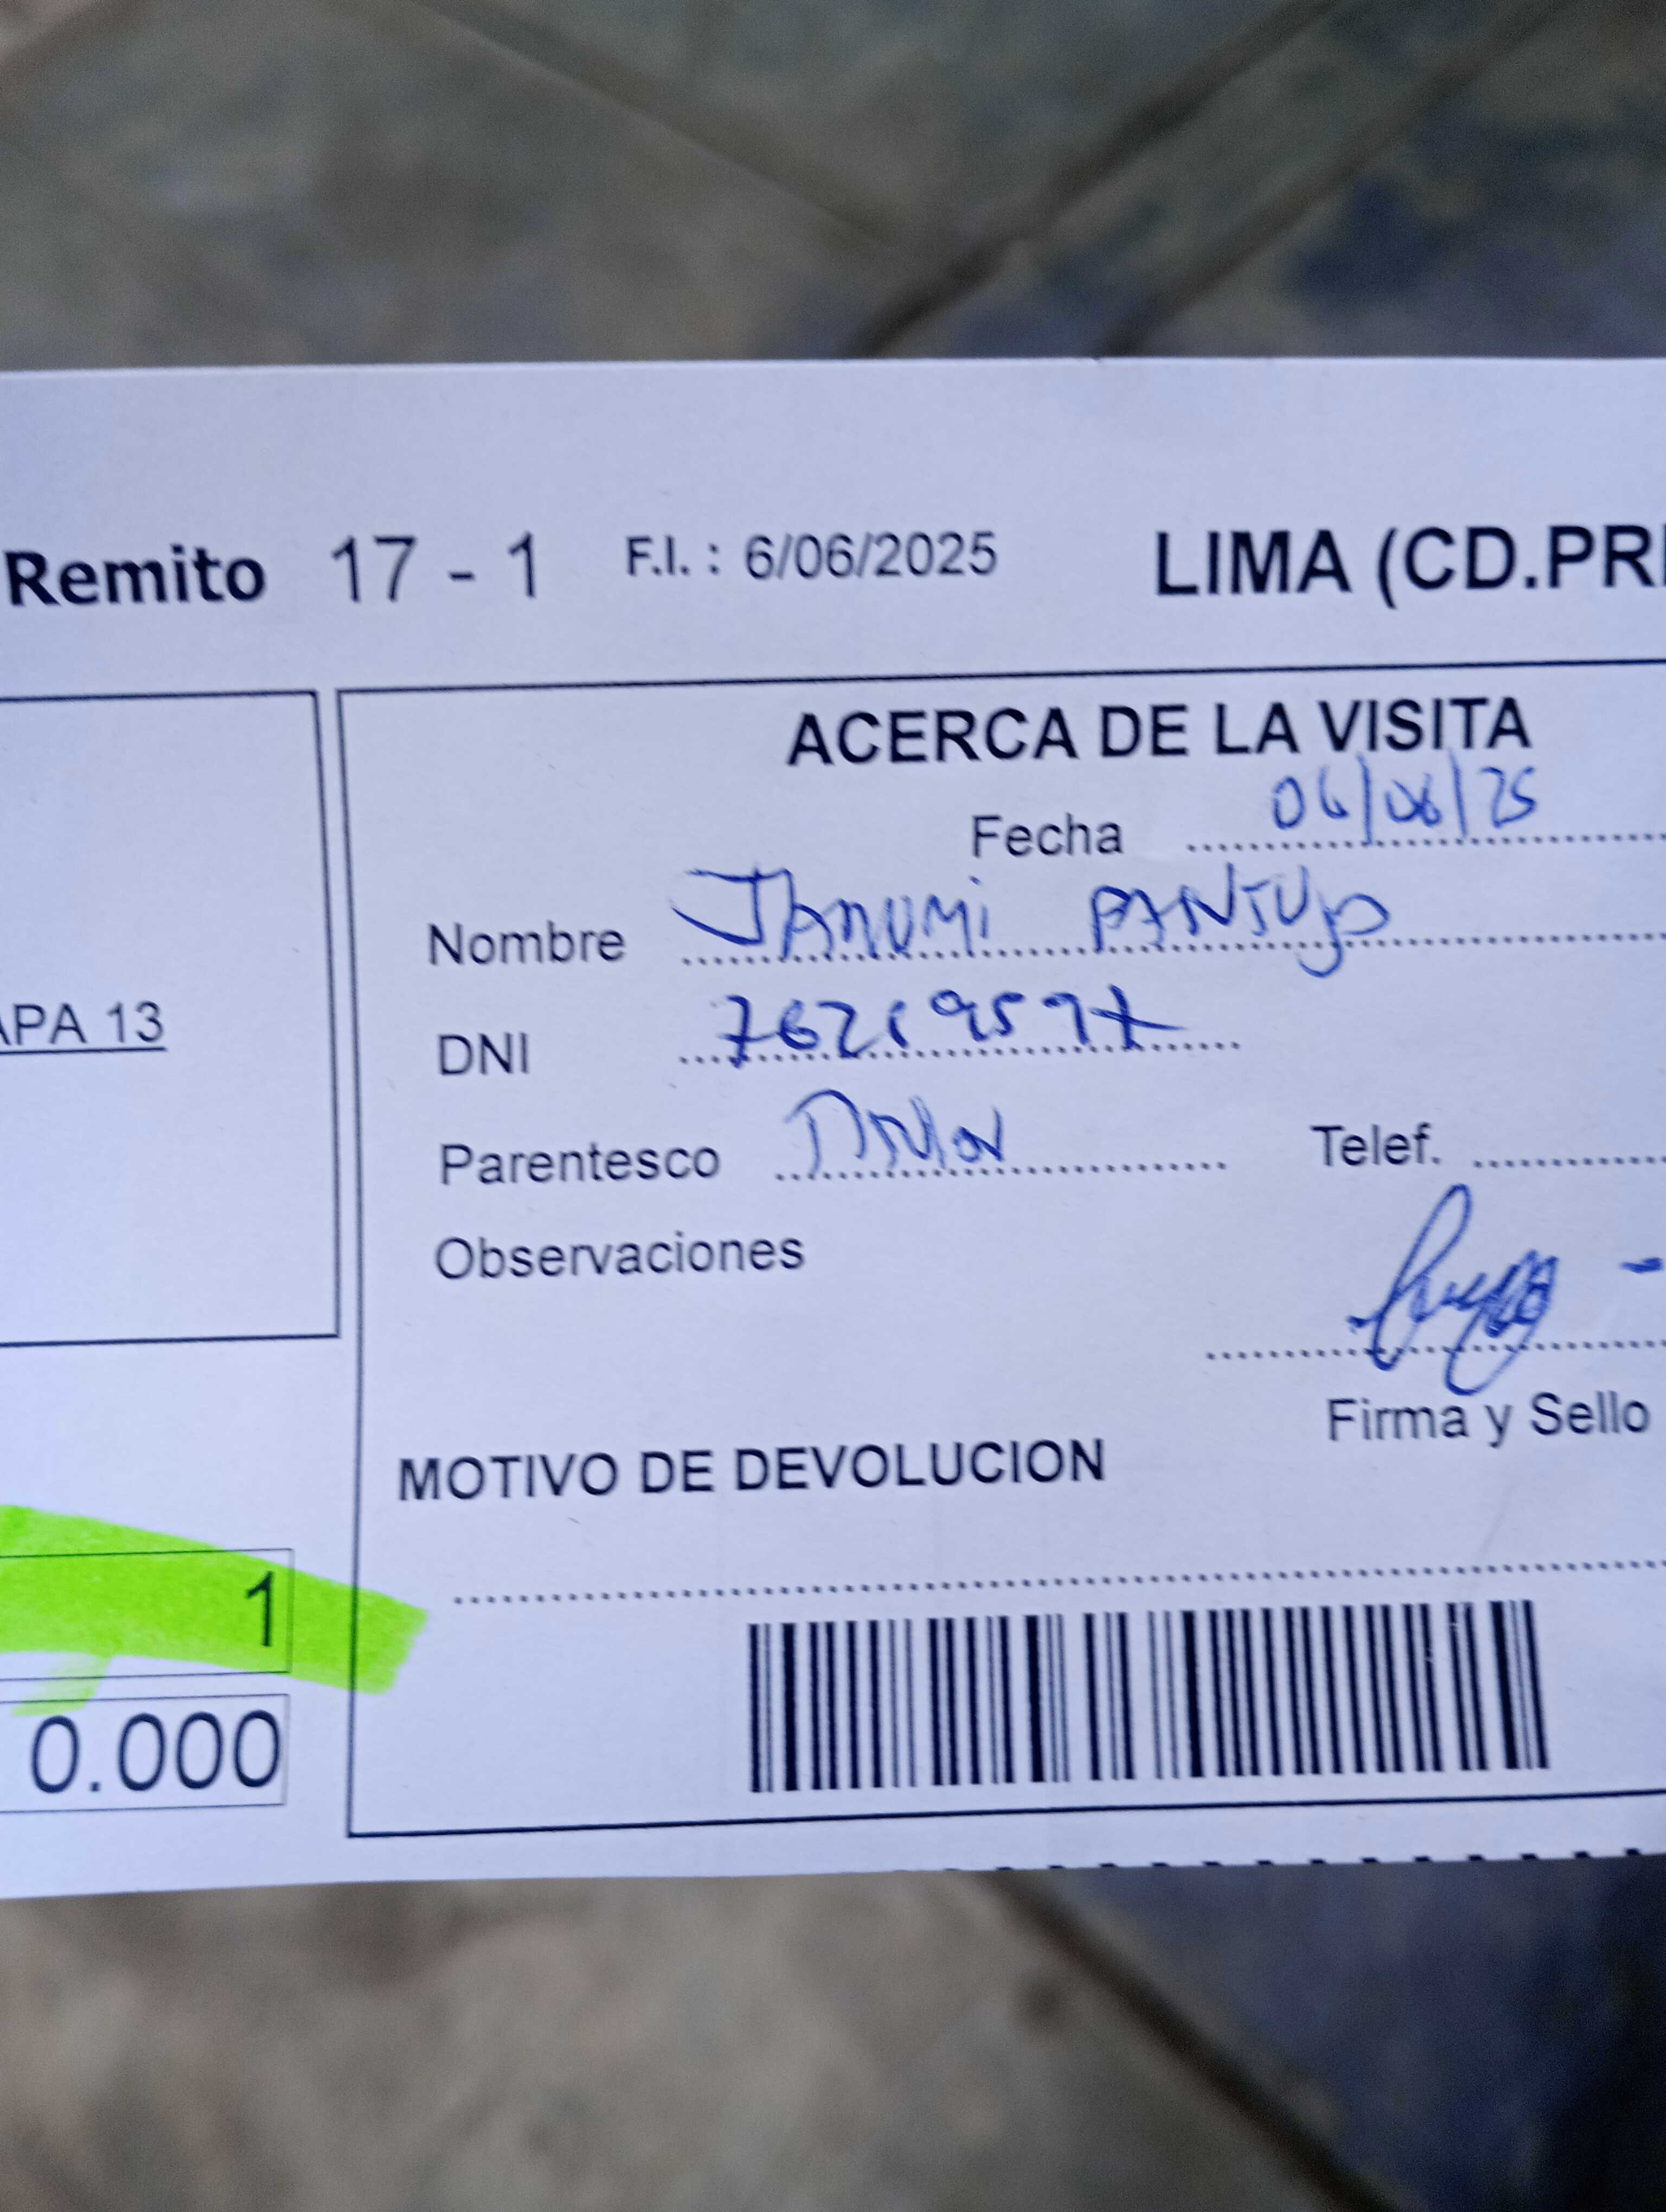 Remito 17 - 1 F.I. : 6/06/2025 LIMA (CD.PRI
ACERCA DE LA VISITA
Fecha 06/06/25
Nombre
DNI
APA 13
Parentesco
Telef.
Observaciones
Firma y Sello
MOTIVO DE DEVOLUCION
1
0.000